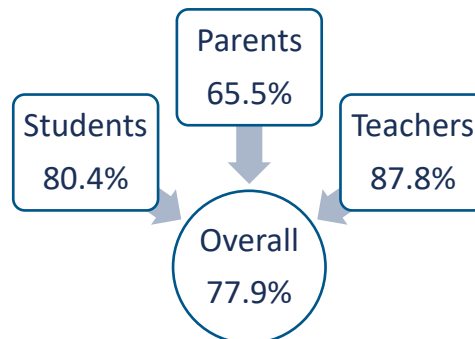 Parents
65.5%
Students
80.4%
Teachers
87.8%
Overall
77.9%